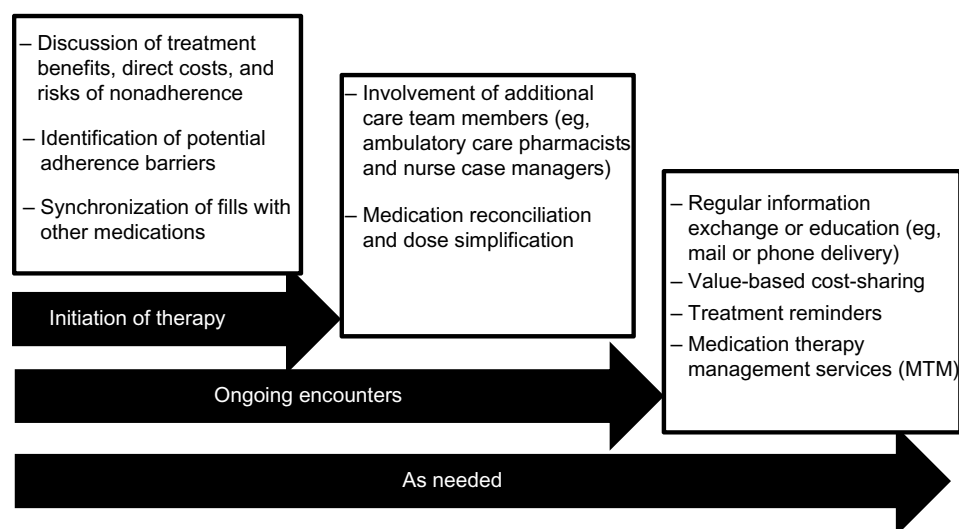 – Discussion of treatment
benefits, direct costs, and
risks of nonadherence
– Identification of potential
adherence barriers
– Synchronization of fills with
other medications
Initiation of therapy
– Involvement of additional
care team members (eg,
ambulatory care pharmacists
and nurse case managers)
– Medication reconciliation
and dose simplification
Ongoing encounters
– Regular information
exchange or education (eg,
mail or phone delivery)
– Value-based cost-sharing
– Treatment reminders
– Medication therapy
management services (MTM)
As needed